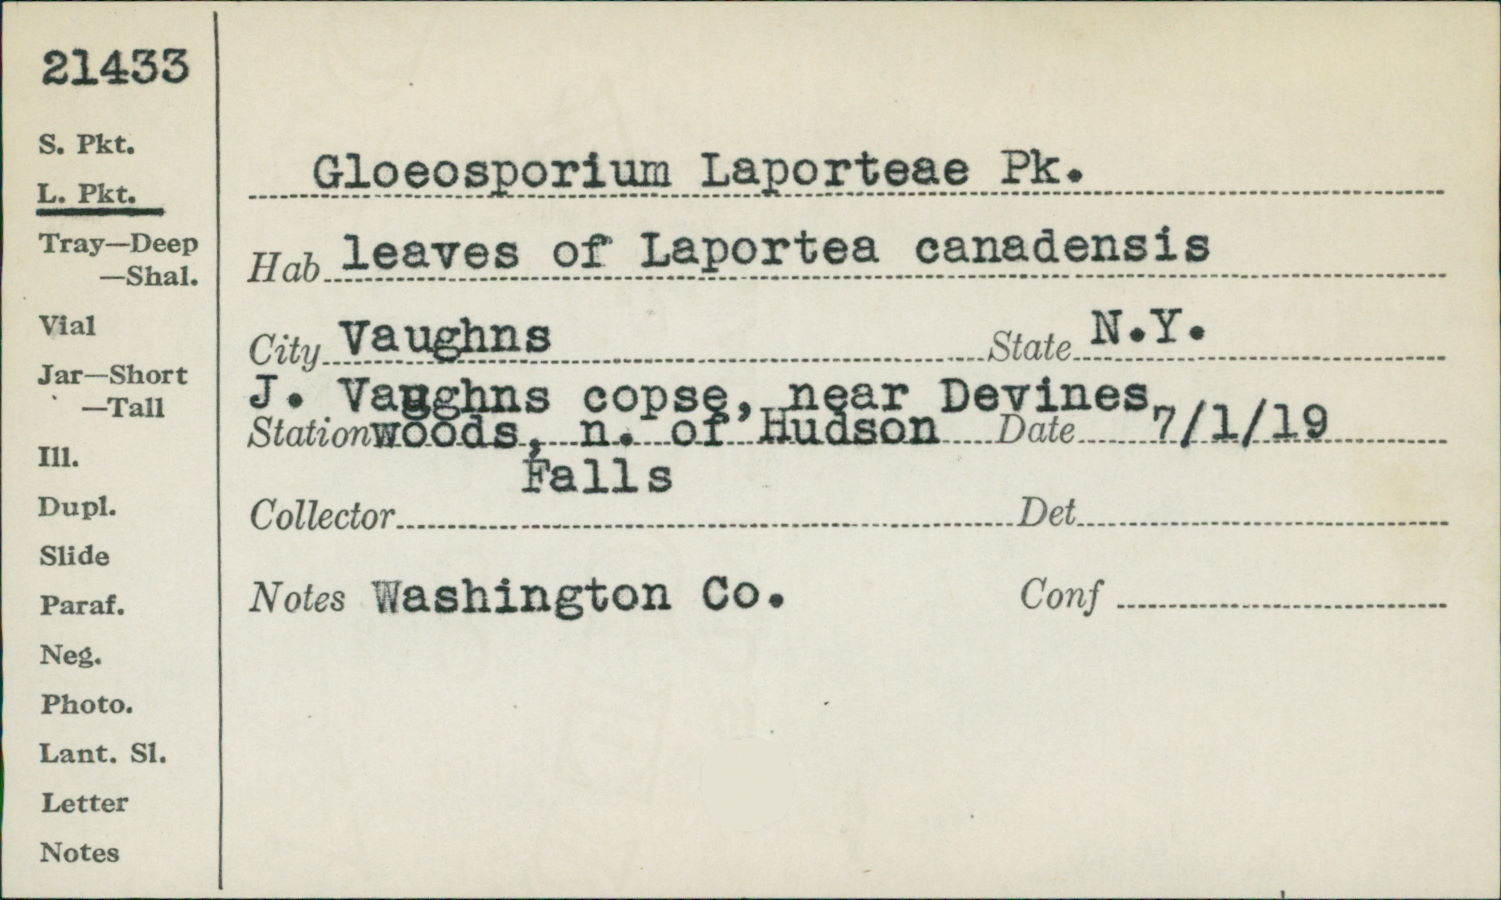 21433
S. Pkt.
L. Pkt.
Tray—Deep
—Shal.
Vial
Jar—Short
—Tall
Ill.
Dupl.
Slide
Paraf.
Neg.
Photo.
Lant. Sl.
Letter
Notes
Gloeosporium Laporteae Pk.
Hab leaves of Laportea canadensis
City Vaughns State N.Y.
J. Vaughns copse, near Devines
Station woods, n. of Hudson Date 7/1/19
Falls
Collector Det
Notes Washington Co. Conf